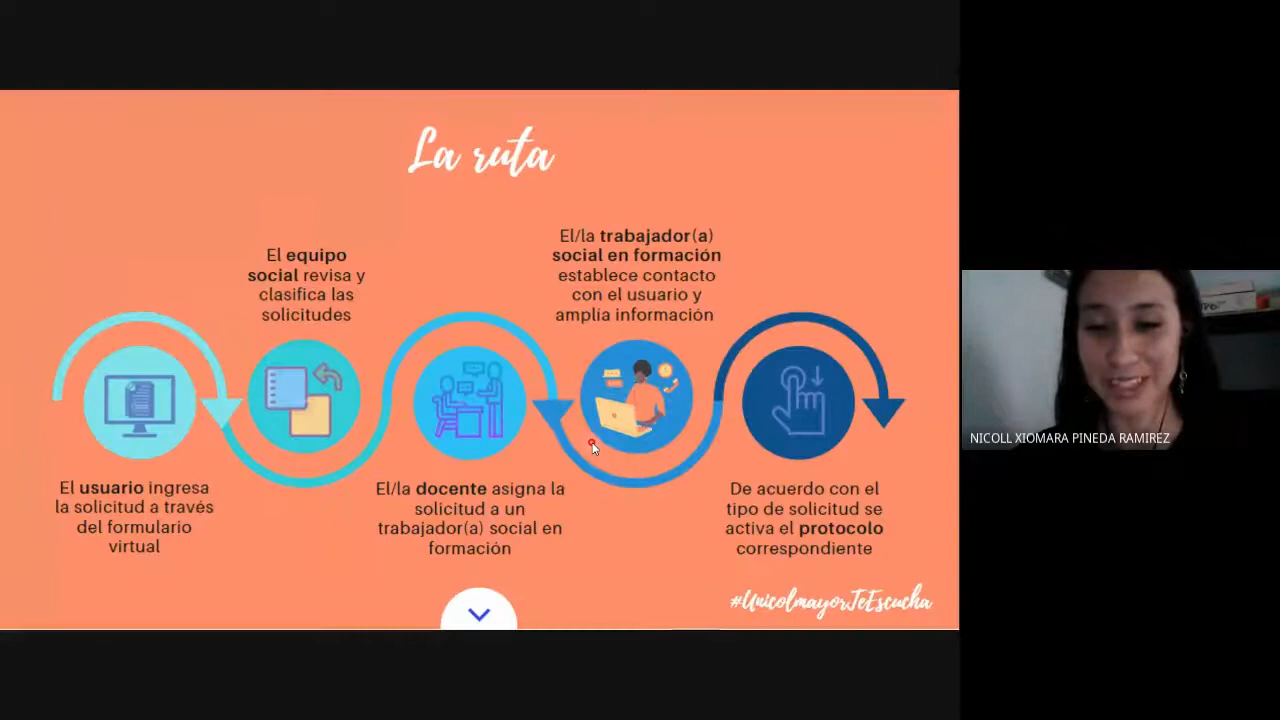 La ruta
El equipo
social revisa y
clasifica las
solicitudes
El/la trabajador(a)
social en formación
establece contacto
con el usuario y
amplía información
El usuario ingresa
la solicitud a través
del formulario
virtual
El/la docente asigna la
solicitud a un
trabajador(a) social en
formación
De acuerdo con el
tipo de solicitud se
activa el protocolo
correspondiente
#UnicolmayorTeEscucha
NICOLL XIOMARA PINEDA RAMIREZ